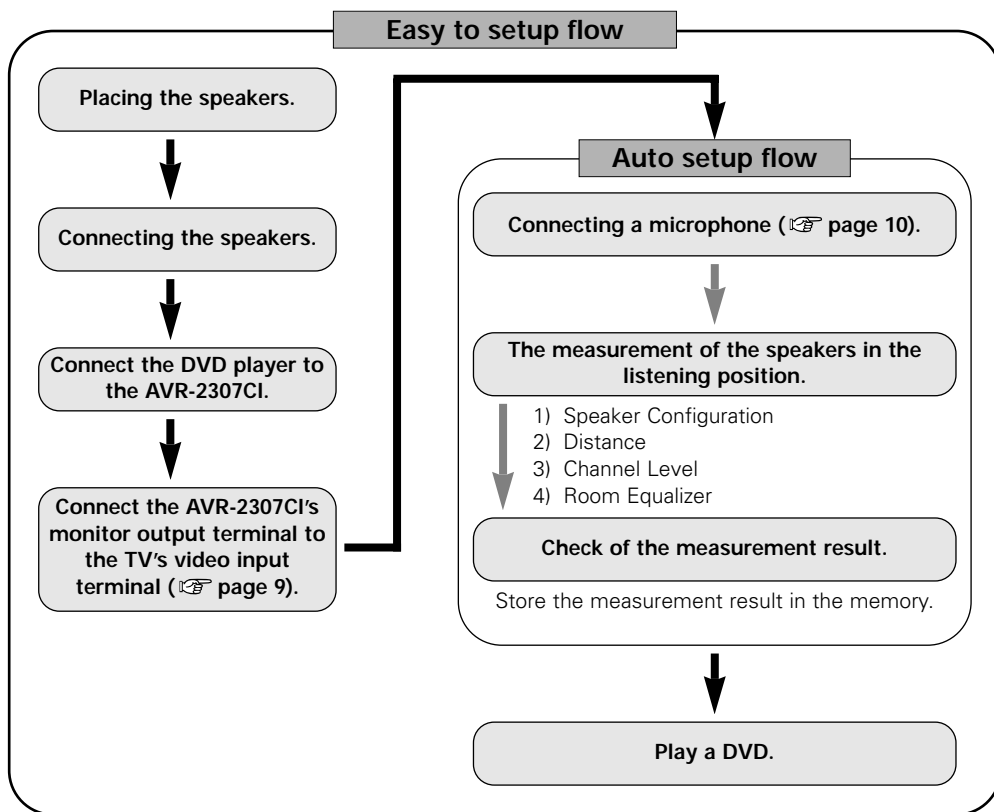 Easy to setup flow
Placing the speakers.
Connecting the speakers.
Connect the DVD player to
the AVR-2307CI.
Connect the AVR-2307CI's
monitor output terminal to
the TV's video input
terminal (☞ page 9).
Auto setup flow
Connecting a microphone (☞ page 10).
The measurement of the speakers in the
listening position.
1) Speaker Configuration
2) Distance
3) Channel Level
4) Room Equalizer
Check of the measurement result.
Store the measurement result in the memory.
Play a DVD.